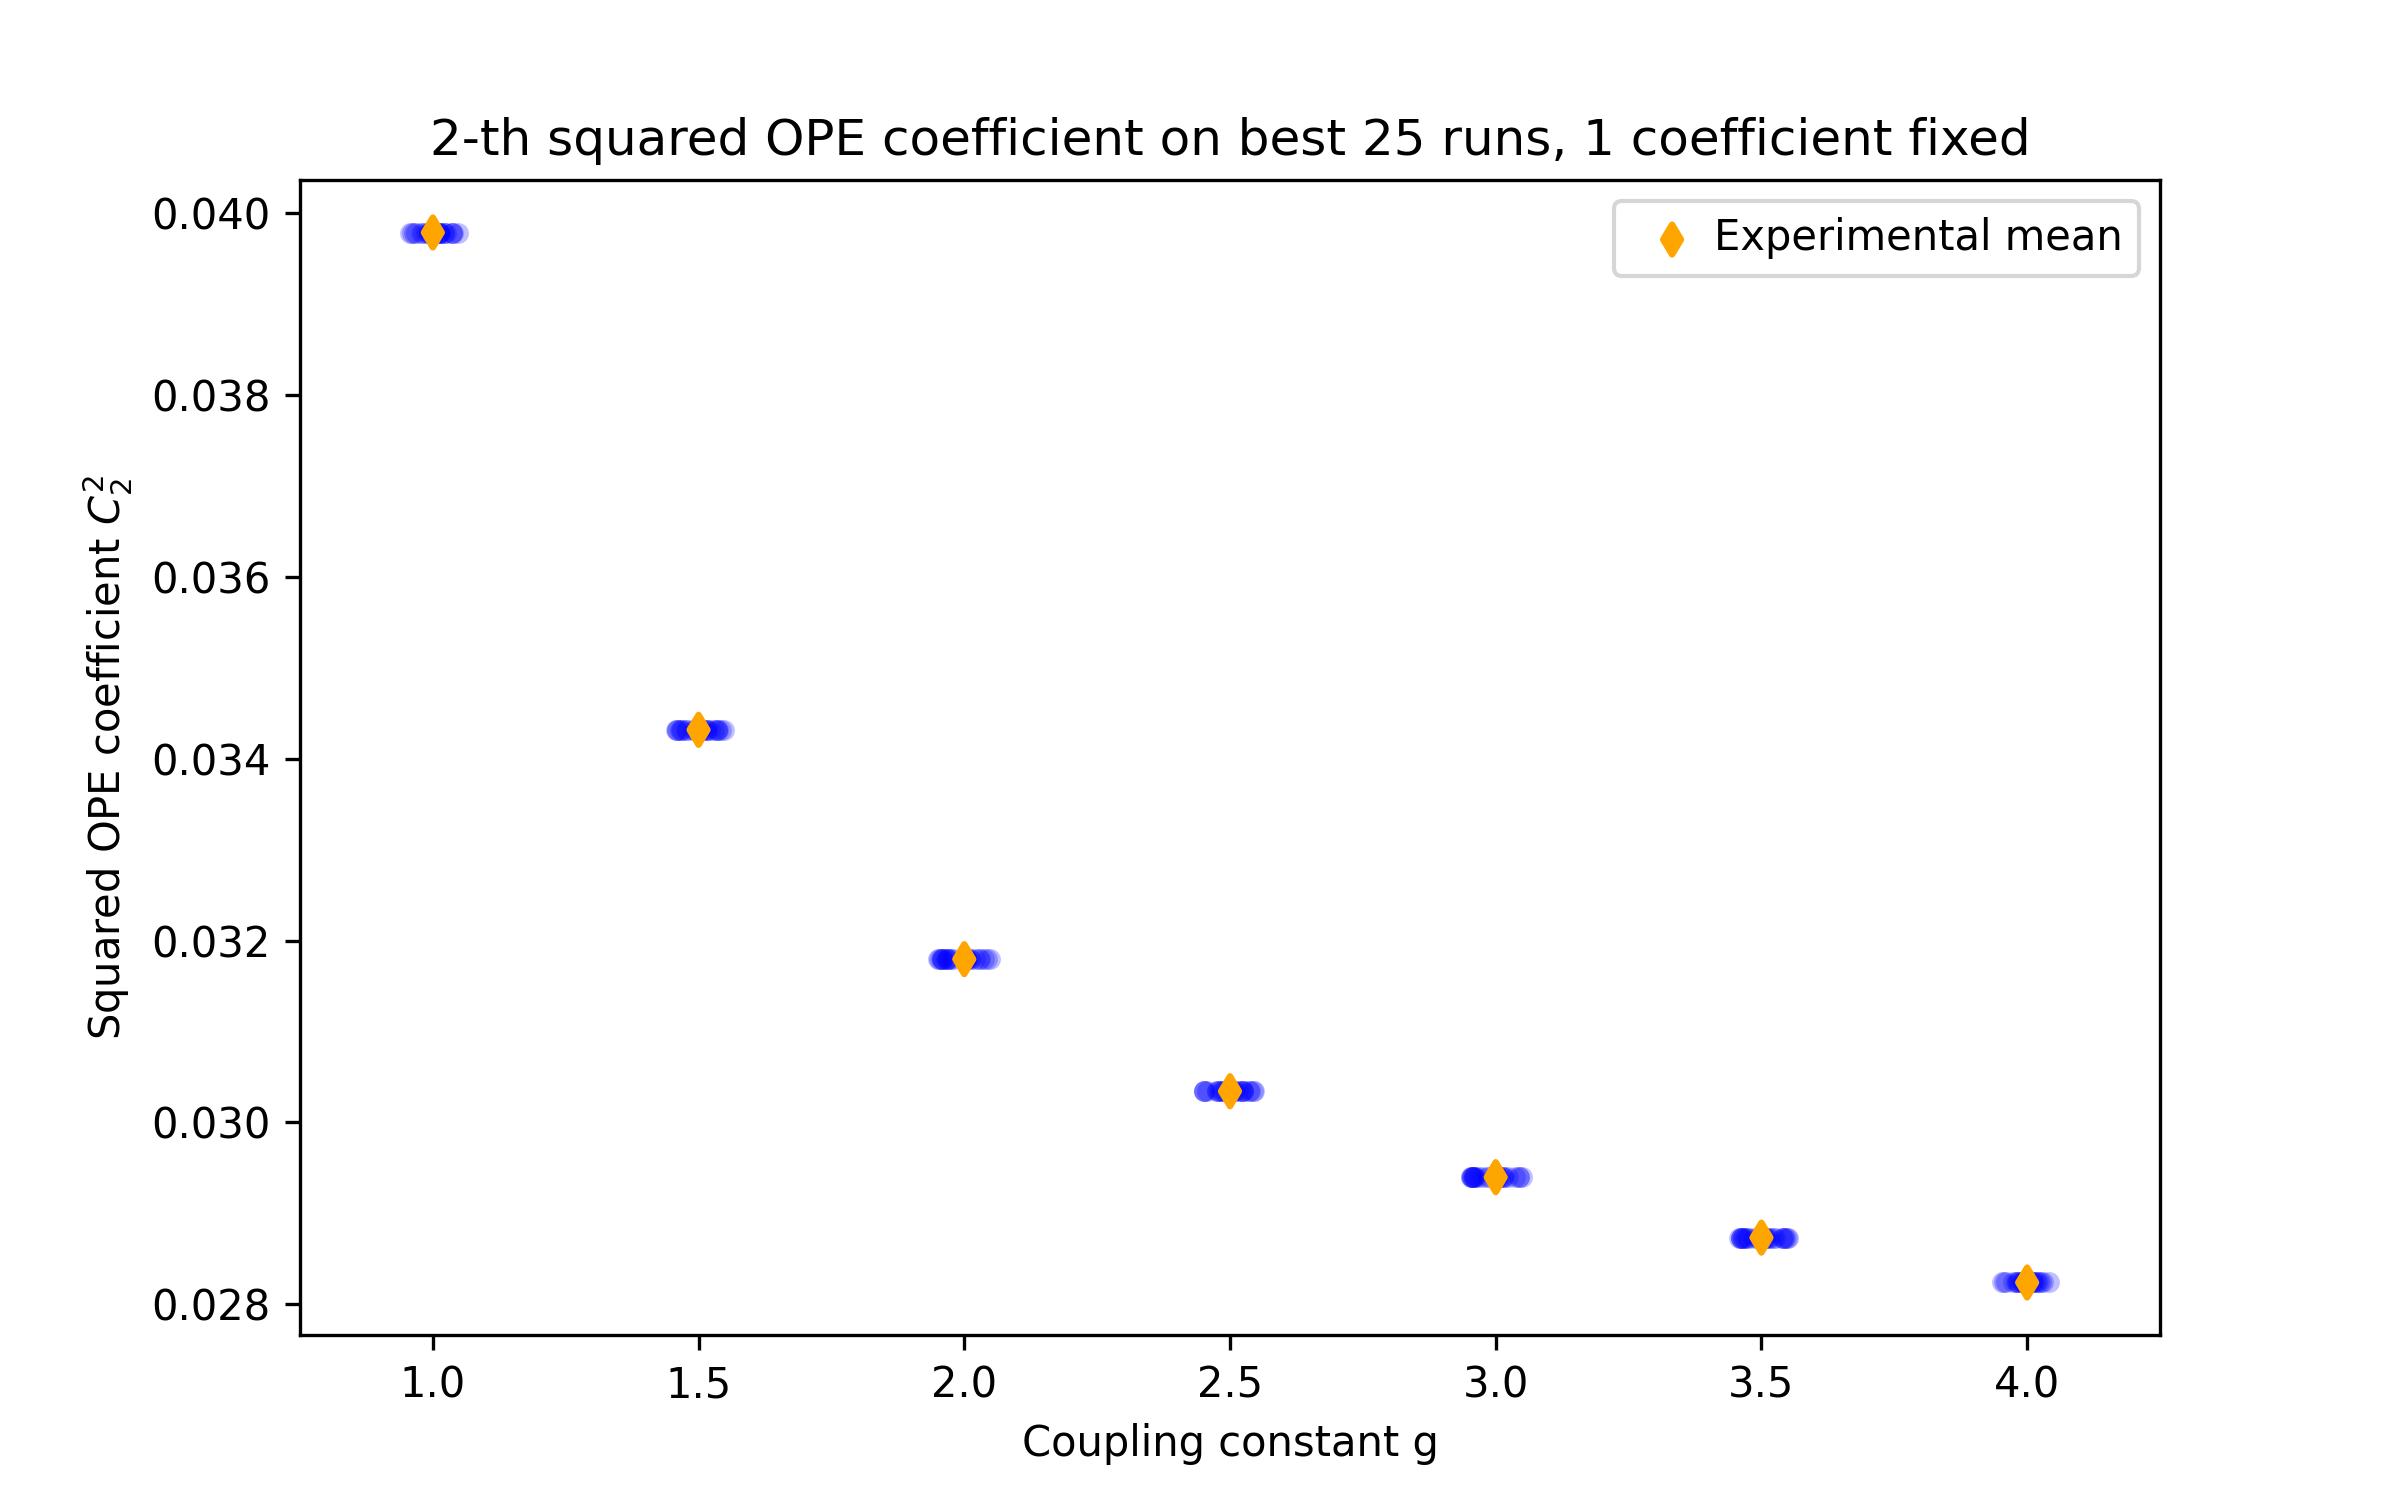 2-th squared OPE coefficient on best 25 runs, 1 coefficient fixed
Experimental mean
Squared OPE coefficient $C_2^2$
0.040
0.038
0.036
0.034
0.032
0.030
0.028
1.0 1.5 2.0 2.5 3.0 3.5 4.0
Coupling constant g